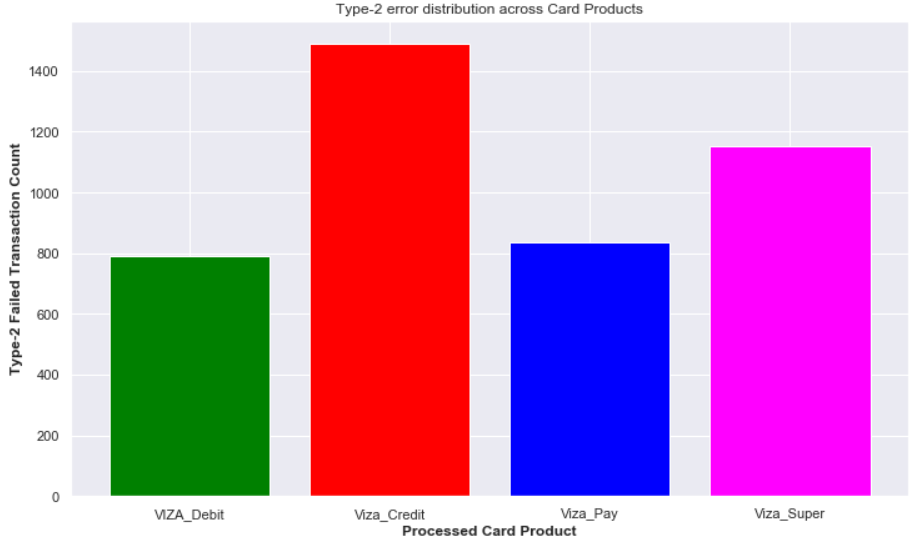 Type-2 error distribution across Card Products
Type-2 Failed Transaction Count
1400
1200
1000
800
600
400
200
0
VIZA_Debit Viza_Credit Viza_Pay Viza_Super
Processed Card Product